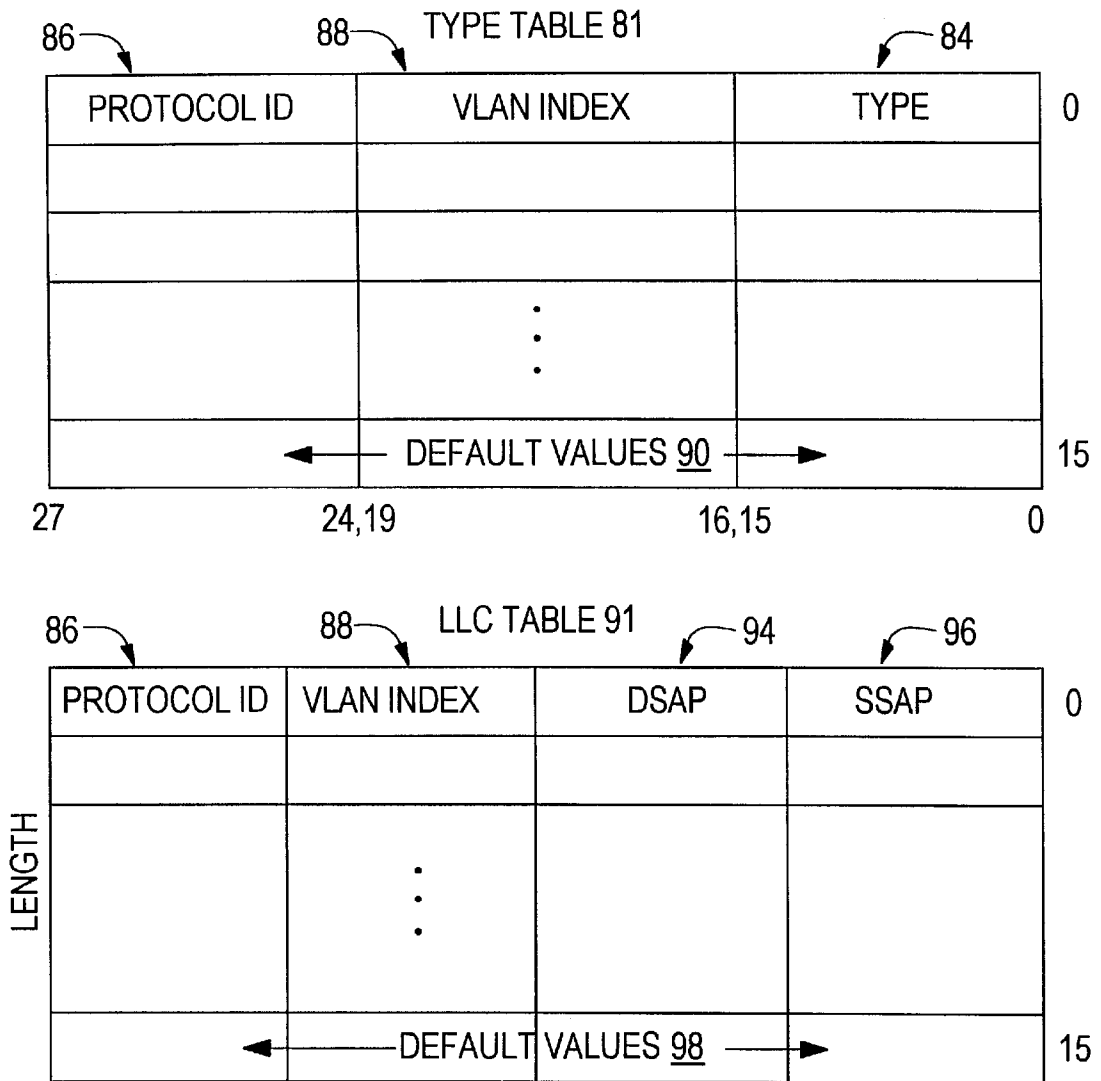 TYPE TABLE 81
86 88 84
PROTOCOL ID VLAN INDEX TYPE 0
DEFAULT VALUES 90 15
27 24,19 16,15 0
LLC TABLE 91
86 88 94 96
PROTOCOL ID VLAN INDEX DSAP SSAP 0
LENGTH
DEFAULT VALUES 98 15